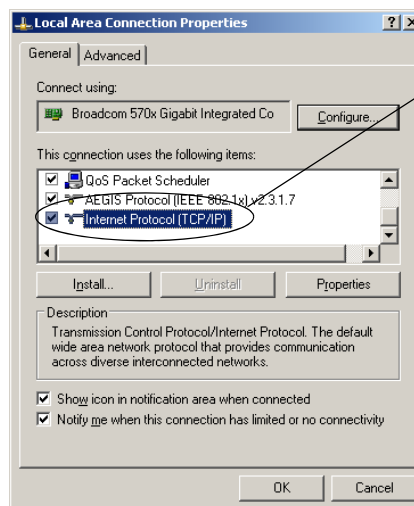 Local Area Connection Properties
General Advanced
Connect using:
Broadcom 570x Gigabit Integrated Co
Configure...
This connection uses the following items:
QoS Packet Scheduler
AEGIS Protocol (IEEE 802.1x) v2.3.1.7
Internet Protocol (TCP/IP)
Install... Uninstall Properties
Description
Transmission Control Protocol/Internet Protocol. The default
wide area network protocol that provides communication
across diverse interconnected networks.
Show icon in notification area when connected
Notify me when this connection has limited or no connectivity
OK Cancel